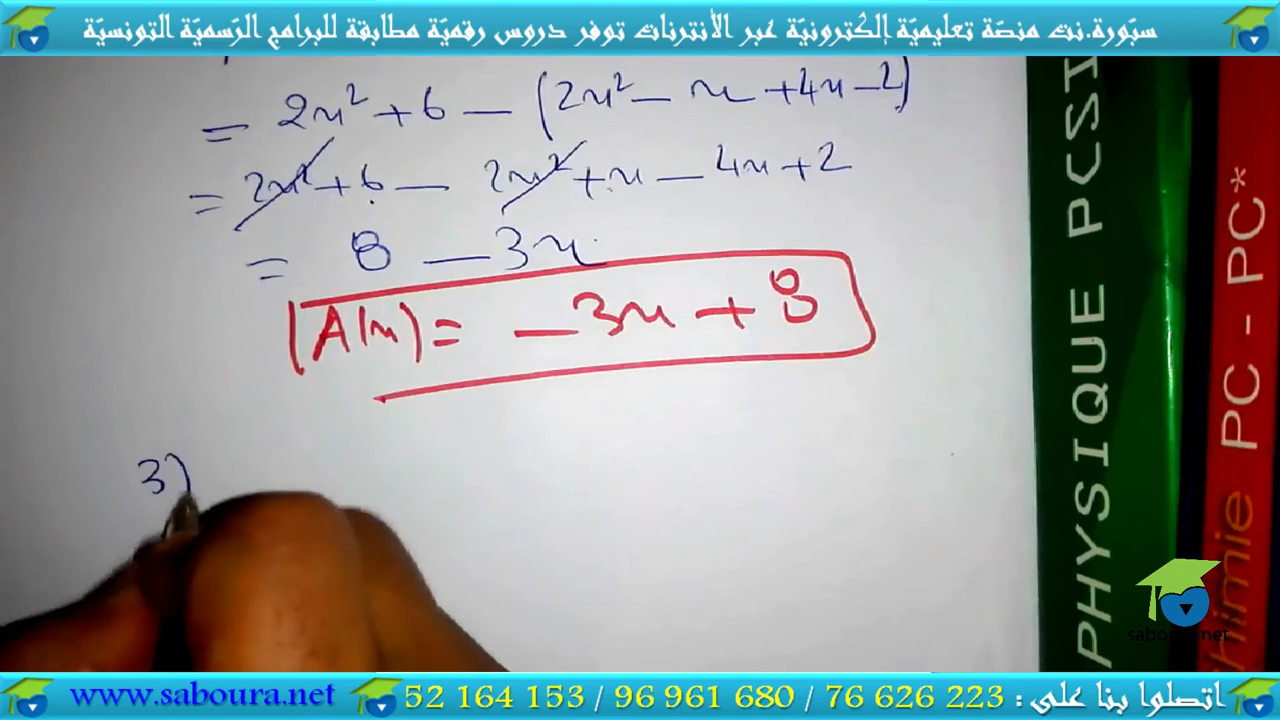 سبّورة.نت منصّة تعليميّة إلكترونيّة عبر الأنترنات توفر دروس رقميّة مطابقة للبرامج الرّسميّة التونسيّة
= 2x² + 6 — (2x² — x + 4x — 2)
= 2x² + 6 — 2x² + x — 4x + 2
= 8 — 3x
A(x) = —3x + 8
3)
PHYSIQUE PCSI
himie PC - PC*
saboura.net
www.saboura.net
اتصلوا بنا على : 52 164 153 / 96 961 680 / 76 626 223